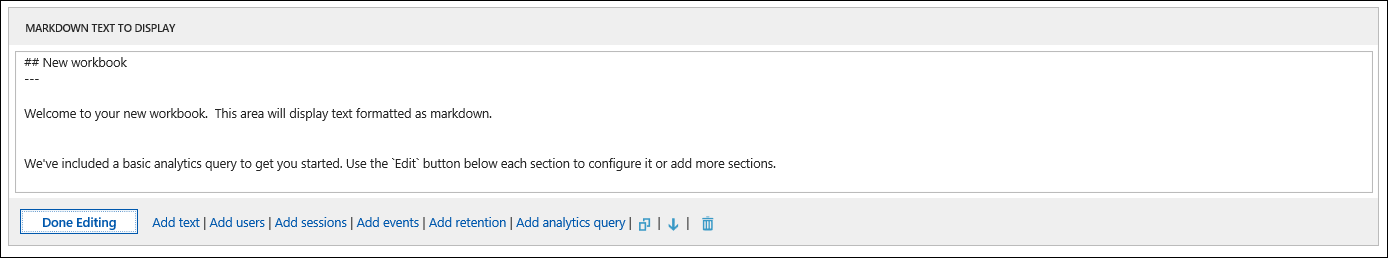 MARKDOWN TEXT TO DISPLAY
## New workbook
---
Welcome to your new workbook.  This area will display text formatted as markdown.
We've included a basic analytics query to get you started. Use the `Edit` button below each section to configure it or add more sections.
Done Editing Add text | Add users | Add sessions | Add events | Add retention | Add analytics query | | |